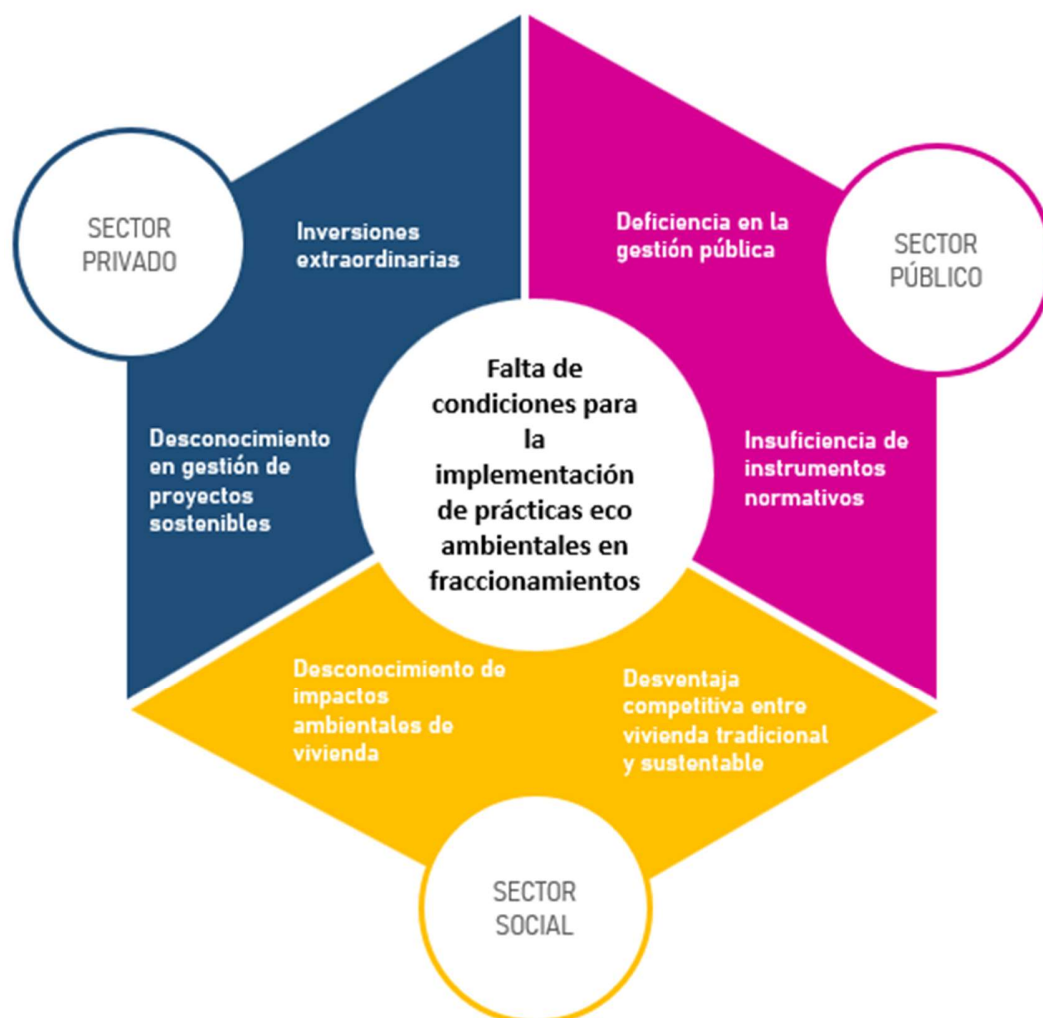 SECTOR
PRIVADO
Inversiones
extraordinarias
Desconocimiento
en gestión de
proyectos
sostenibles
Deficiencia en la
gestión pública
SECTOR
PÚBLICO
Insuficiencia de
instrumentos
normativos
Falta de
condiciones para
la
implementación
de prácticas eco
ambientales en
fraccionamientos
Desconocimiento de
impactos
ambientales de
vivienda
Desventaja
competitiva entre
vivienda tradicional
y sustentable
SECTOR
SOCIAL